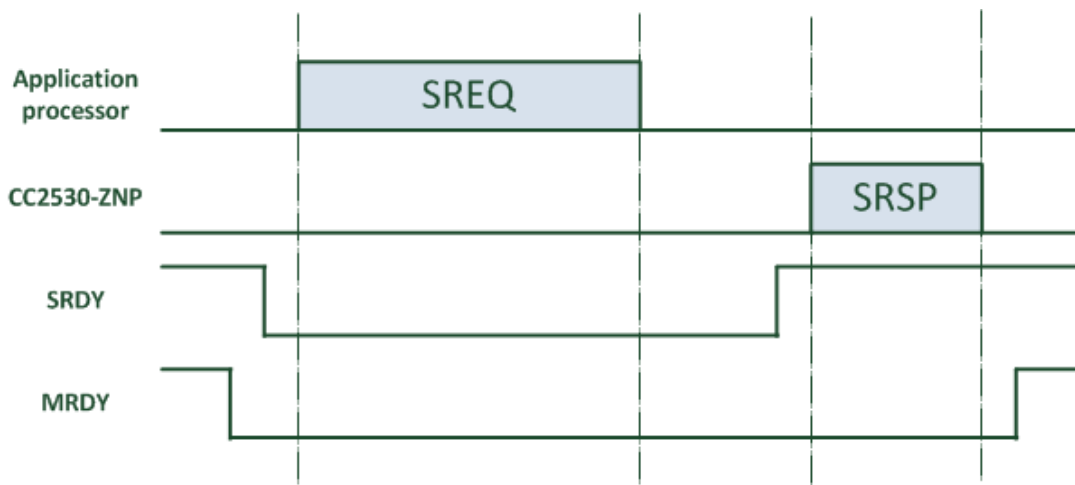 Application
processor
SREQ
CC2530-ZNP
SRSP
SRDY
MRDY